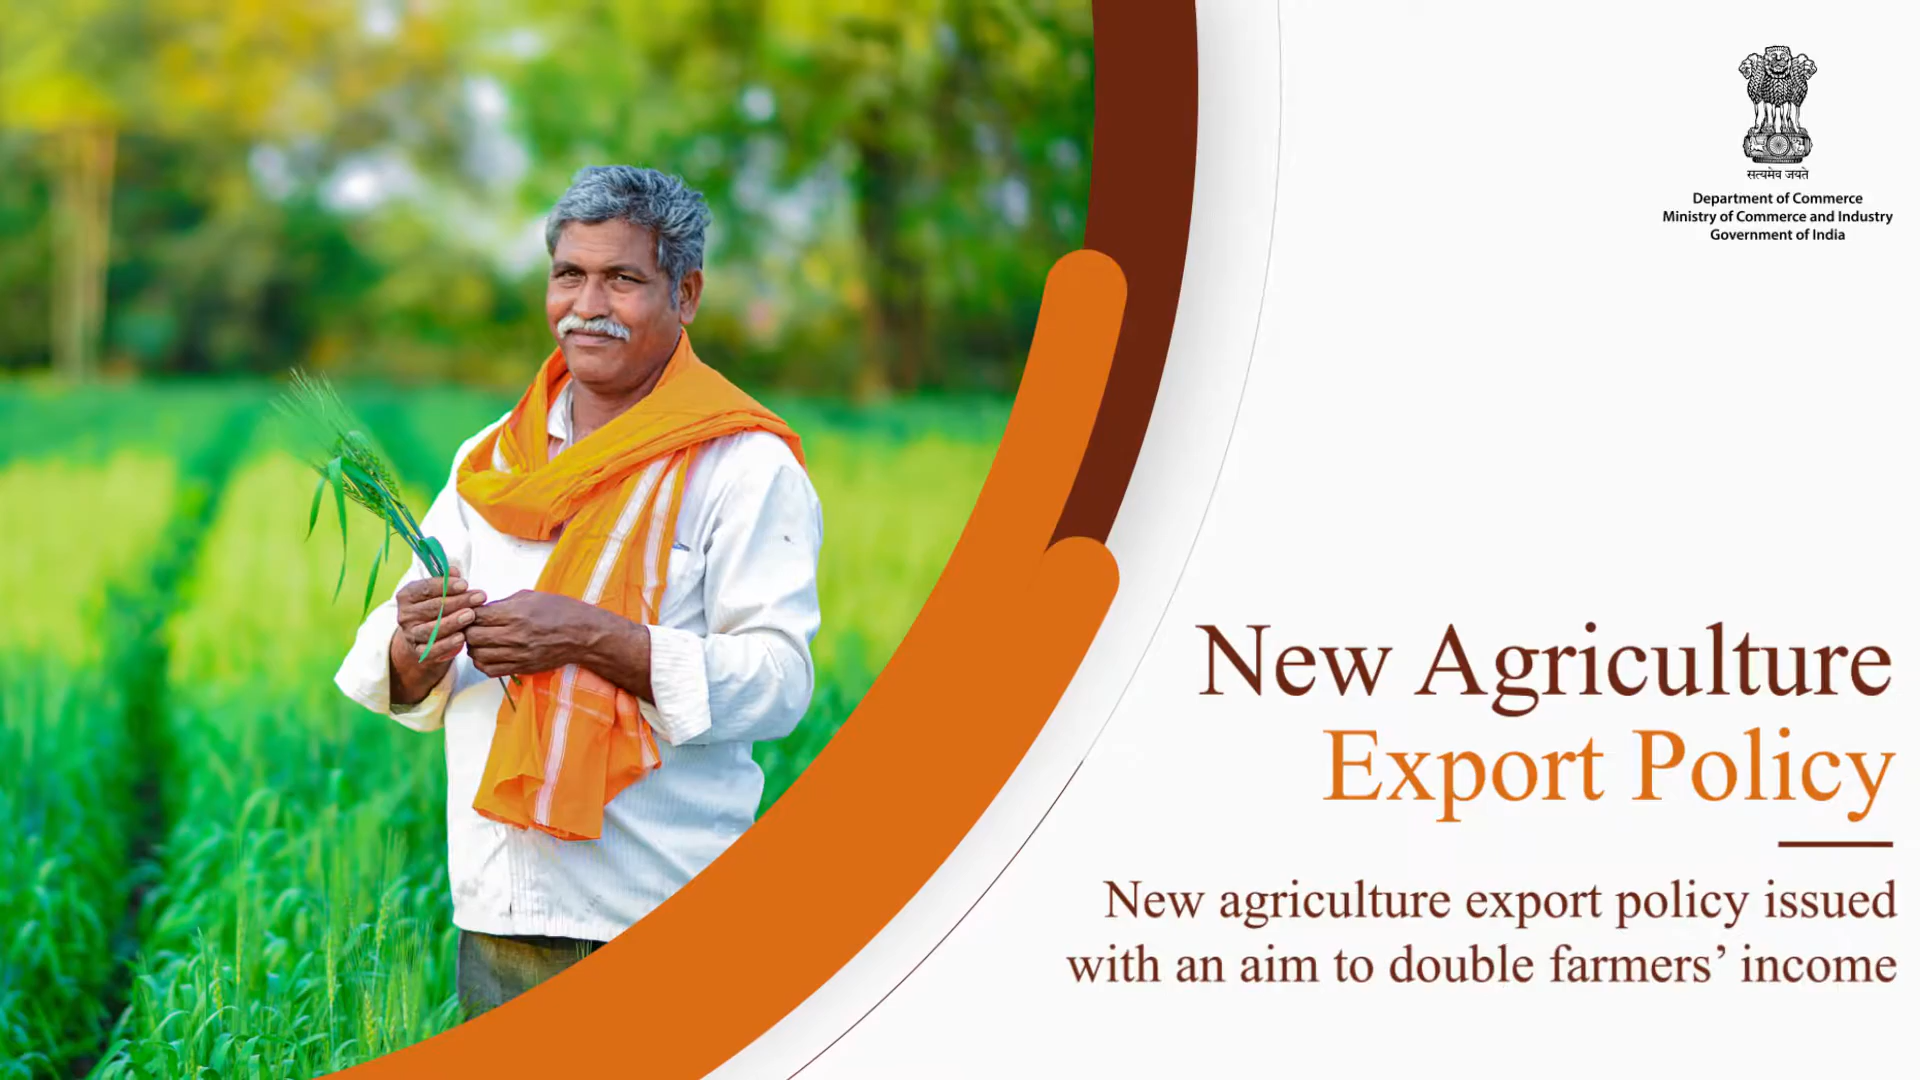 सत्यमेव जयते
Department of Commerce
Ministry of Commerce and Industry
Government of India
New Agriculture
Export Policy
New agriculture export policy issued
with an aim to double farmers’ income